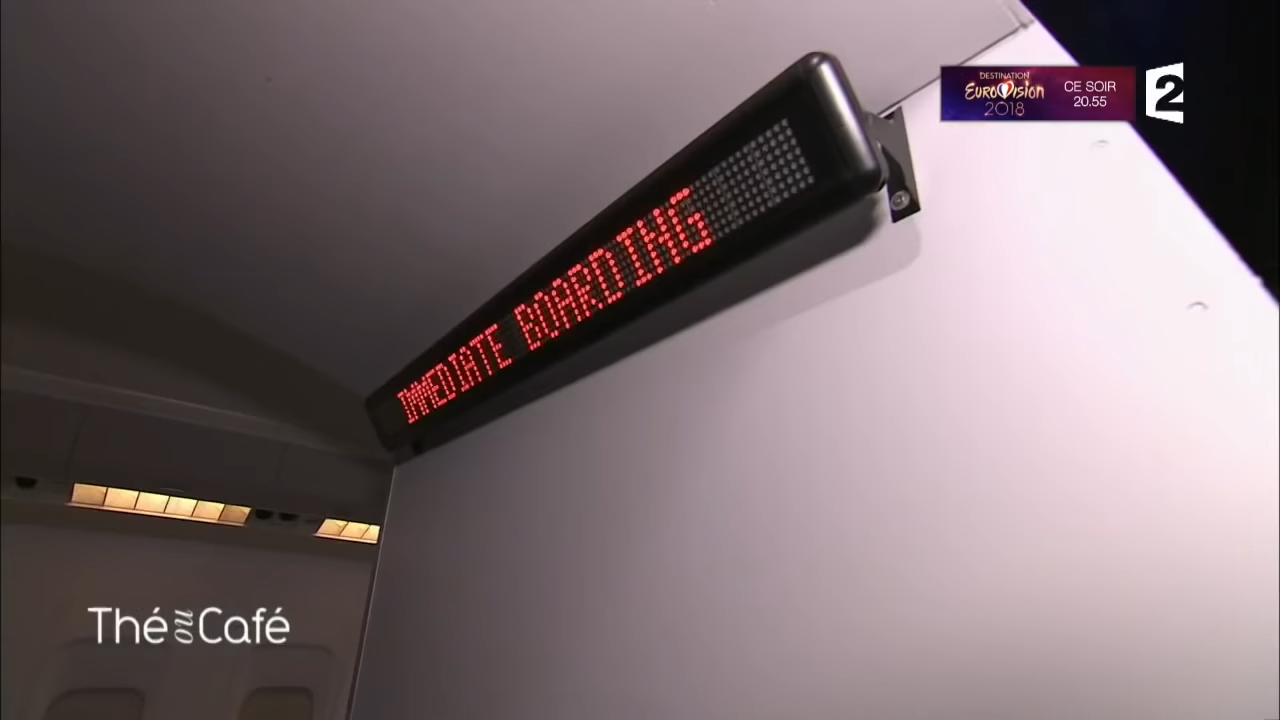 DESTINATION
EUROVISION
2018
CE SOIR
20.55
2
IMMEDIATE BOARDING
Thé ou Café